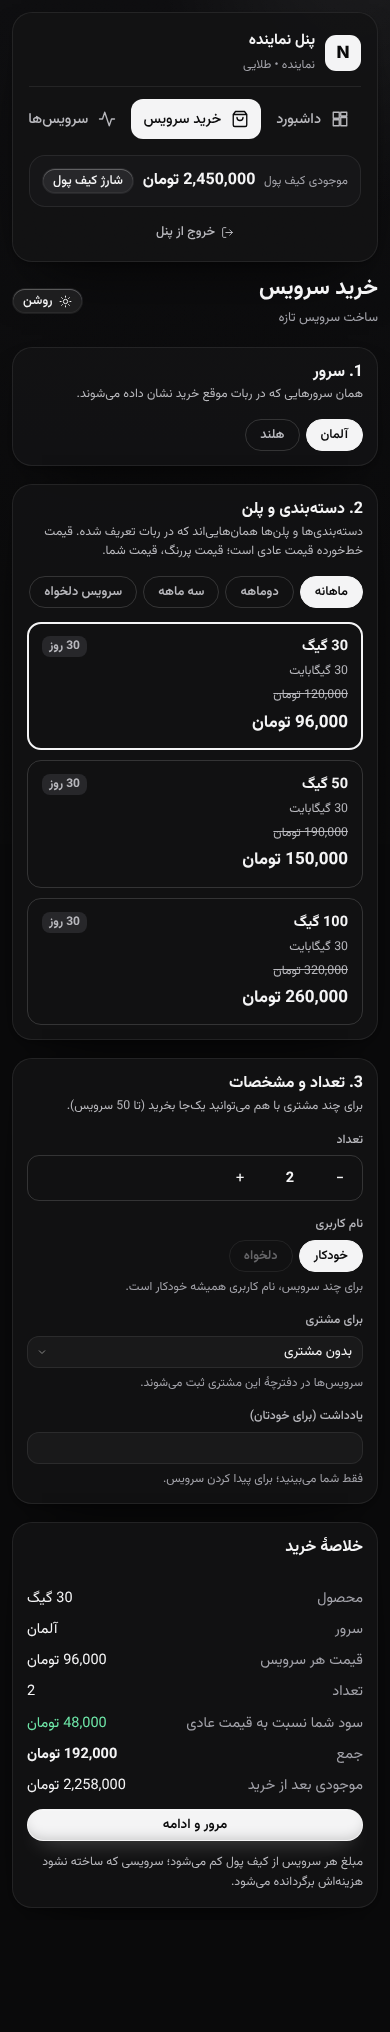 پنل نماینده
نماینده • طلایی
N
داشبورد
خرید سرویس
سرویس‌ها
موجودی کیف پول
2,450,000 تومان
شارژ کیف پول
خروج از پنل
خرید سرویس
ساخت سرویس تازه
روشن
1. سرور
همان سرورهایی که در ربات موقع خرید نشان داده می‌شوند.
آلمان
هلند
2. دسته‌بندی و پلن
دسته‌بندی‌ها و پلن‌ها همان‌هایی‌اند که در ربات تعریف شده. قیمت
خط‌خورده قیمت عادی است؛ قیمت پررنگ، قیمت شما.
ماهانه
دوماهه
سه ماهه
سرویس دلخواه
30 گیگ
30 روز
30 گیگابایت
120,000 تومان
96,000 تومان
50 گیگ
30 روز
30 گیگابایت
190,000 تومان
150,000 تومان
100 گیگ
30 روز
30 گیگابایت
320,000 تومان
260,000 تومان
3. تعداد و مشخصات
برای چند مشتری با هم می‌توانید یک‌جا بخرید (تا 50 سرویس).
تعداد
− 2 +
نام کاربری
خودکار
دلخواه
برای چند سرویس، نام کاربری همیشه خودکار است.
برای مشتری
بدون مشتری
سرویس‌ها در دفترچهٔ این مشتری ثبت می‌شوند.
یادداشت (برای خودتان)
فقط شما می‌بینید؛ برای پیدا کردن سرویس.
خلاصهٔ خرید
محصول
30 گیگ
سرور
آلمان
قیمت هر سرویس
96,000 تومان
تعداد
2
سود شما نسبت به قیمت عادی
48,000 تومان
جمع
192,000 تومان
موجودی بعد از خرید
2,258,000 تومان
مرور و ادامه
مبلغ هر سرویس از کیف پول کم می‌شود؛ سرویسی که ساخته نشود
هزینه‌اش برگردانده می‌شود.